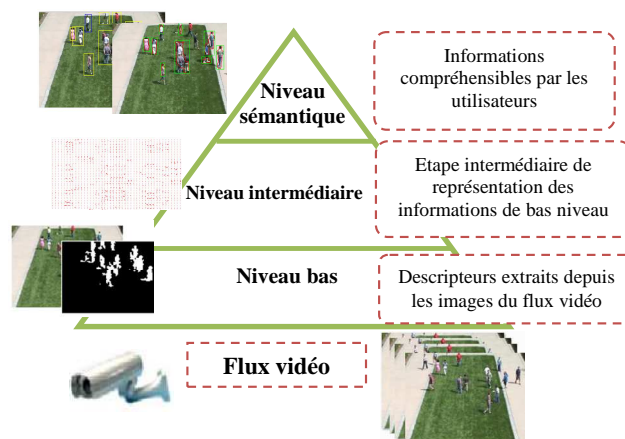 Informations
compréhensibles par les
utilisateurs
Niveau
sémantique
Etape intermédiaire de
représentation des
informations de bas niveau
Niveau intermédiaire
Niveau bas
Descripteurs extraits depuis
les images du flux vidéo
Flux vidéo